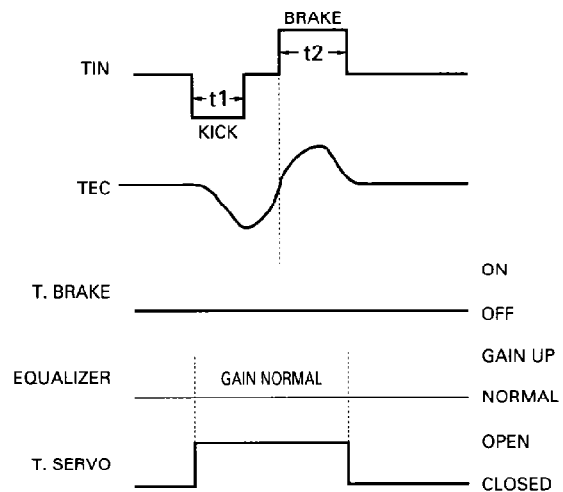 BRAKE
t2
TIN
t1
KICK
TEC
ON
T. BRAKE
OFF
GAIN UP
EQUALIZER
GAIN NORMAL
NORMAL
OPEN
T. SERVO
CLOSED